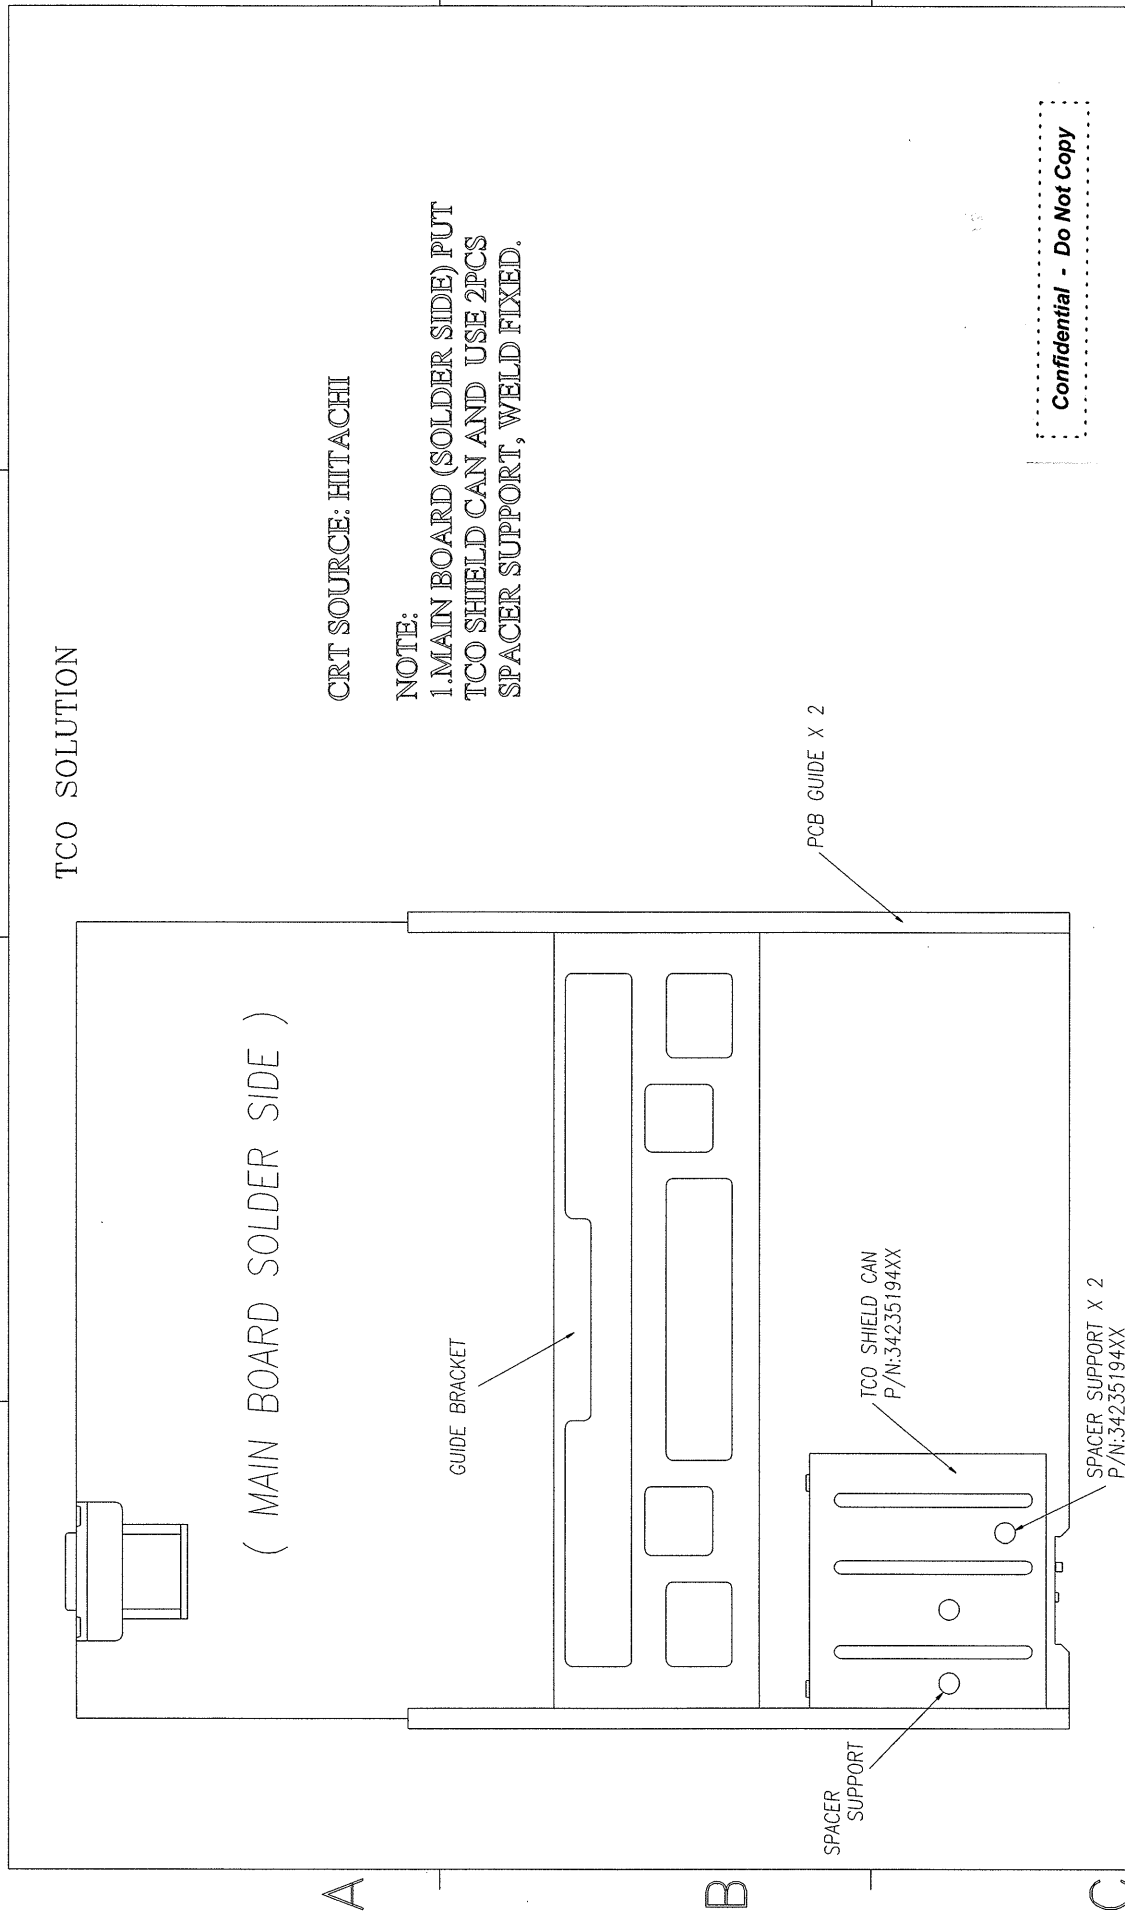 TCO SOLUTION
CRT SOURCE: HITACHI
NOTE:
1.MAIN BOARD (SOLDER SIDE) PUT
TCO SHIELD CAN AND USE 2PCS
SPACER SUPPORT, WELD FIXED.
( MAIN BOARD SOLDER SIDE )
GUIDE BRACKET
PCB GUIDE X 2
TCO SHIELD CAN
P/N:34235194XX
SPACER SUPPORT X 2
P/N:34235194XX
SPACER
SUPPORT
Confidential - Do Not Copy
A
B
C